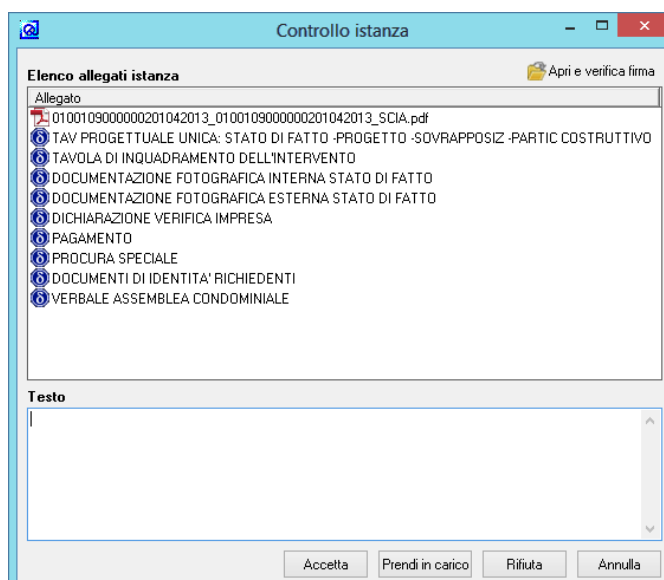 Controllo istanza
Elenco allegati istanza
Apri e verifica firma
Allegato
0100109000000201042013_0100109000000201042013_SCIA.pdf
TAV PROGETTUALE UNICA: STATO DI FATTO -PROGETTO -SOVRAPPOSIZ -PARTIC COSTRUTTIVO
TAVOLA DI INQUADRAMENTO DELL'INTERVENTO
DOCUMENTAZIONE FOTOGRAFICA INTERNA STATO DI FATTO
DOCUMENTAZIONE FOTOGRAFICA ESTERNA STATO DI FATTO
DICHIARAZIONE VERIFICA IMPRESA
PAGAMENTO
PROCURA SPECIALE
DOCUMENTI DI IDENTITA' RICHIEDENTI
VERBALE ASSEMBLEA CONDOMINIALE
Testo
Accetta Prendi in carico Rifiuta Annulla